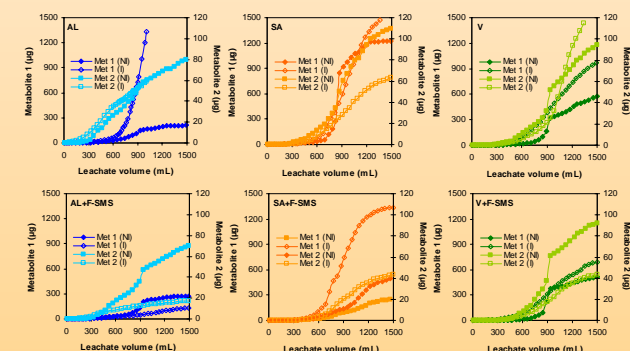 AL
Metabolite 1 (µg)
1500
1200
900
600
300
0
Met 1 (NI)
Met 1 (I)
Met 2 (NI)
Met 2 (I)
120
100
80
60
40
20
0
Metabolite 2 (µg)
0 300 600 900 1200 1500
Leachate volume (mL)
SA
Metabolite 1 (µg)
1500
1200
900
600
300
0
Met 1 (NI)
Met 1 (I)
Met 2 (NI)
Met 2 (I)
120
100
80
60
40
20
0
Metabolite 2 (µg)
0 300 600 900 1200 1500
Leachate volume (mL)
V
Metabolite 1 (µg)
1500
1200
900
600
300
0
Met 1 (NI)
Met 1 (I)
Met 2 (NI)
Met 2 (I)
120
100
80
60
40
20
0
Metabolite 2 (µg)
0 300 600 900 1200 1500
Leachate volume (mL)
AL+F-SMS
Metabolite 1 (µg)
1500
1200
900
600
300
0
Met 1 (NI)
Met 1 (I)
Met 2 (NI)
Met 2 (I)
120
100
80
60
40
20
0
Metabolite 2 (µg)
0 300 600 900 1200 1500
Leachate volume (mL)
SA+F-SMS
Metabolite 1 (µg)
1500
1200
900
600
300
0
Met 1 (NI)
Met 1 (I)
Met 2 (NI)
Met 2 (I)
120
100
80
60
40
20
0
Metabolite 2 (µg)
0 300 600 900 1200 1500
Leachate volume (mL)
V+F-SMS
Metabolite 1 (µg)
1500
1200
900
600
300
0
Met 1 (NI)
Met 1 (I)
Met 2 (NI)
Met 2 (I)
120
100
80
60
40
20
0
Metabolite 2 (µg)
0 300 600 900 1200 1500
Leachate volume (mL)